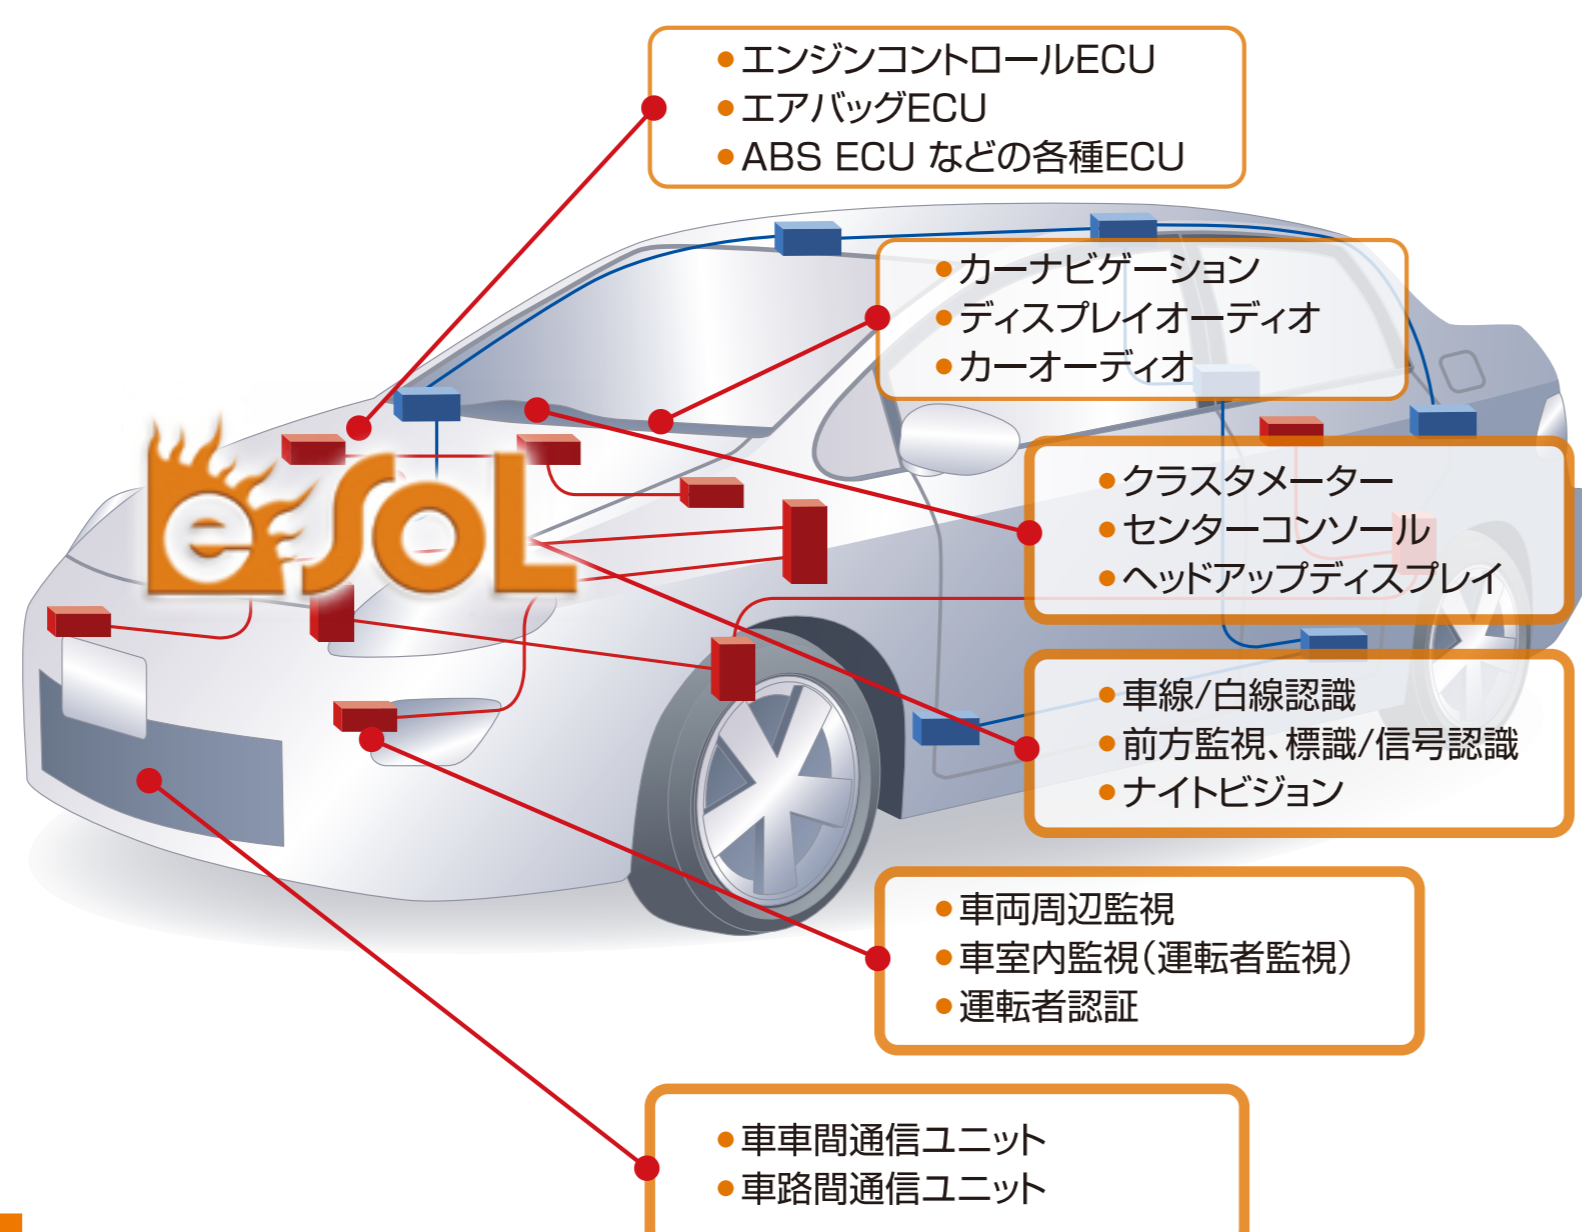 • エンジンコントロールECU
• エアバッグECU
• ABS ECU などの各種ECU
• カーナビゲーション
• ディスプレイオーディオ
• カーオーディオ
eSOL
• クラスタメーター
• センターコンソール
• ヘッドアップディスプレイ
• 車線/白線認識
• 前方監視、標識/信号認識
• ナイトビジョン
• 車両周辺監視
• 車室内監視（運転者監視）
• 運転者認証
• 車車間通信ユニット
• 車路間通信ユニット